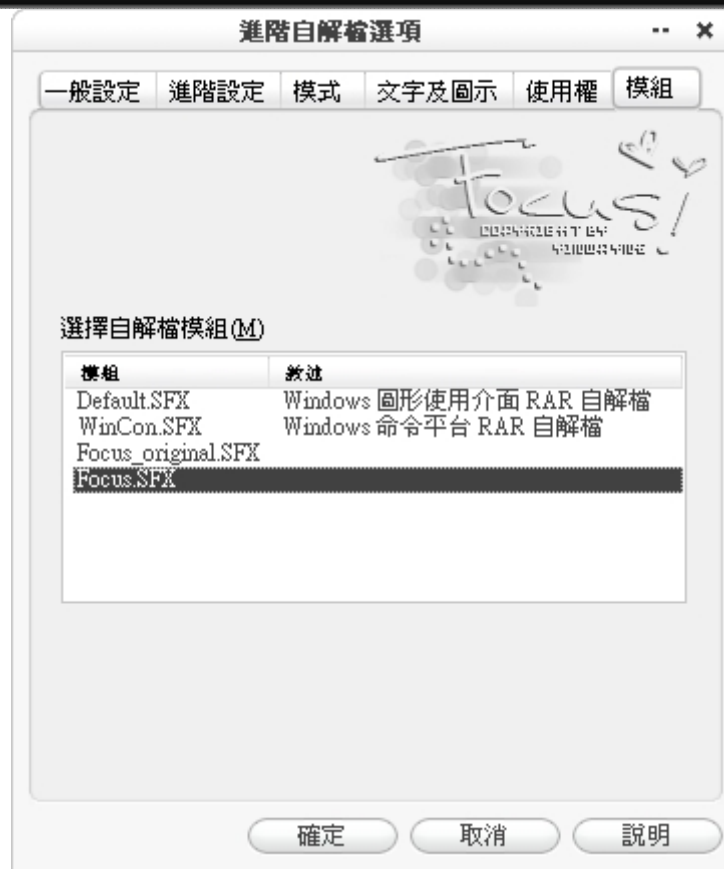 進階自解檔選項
一般設定 進階設定 模式 文字及圖示 使用權 模組
Focus!
COPYRIGHT BY
選擇自解檔模組(M)
模組 敘述
Default.SFX Windows 圖形使用介面 RAR 自解檔
WinCon.SFX Windows 命令平台 RAR 自解檔
Focus_original.SFX
Focus.SFX
確定 取消 說明